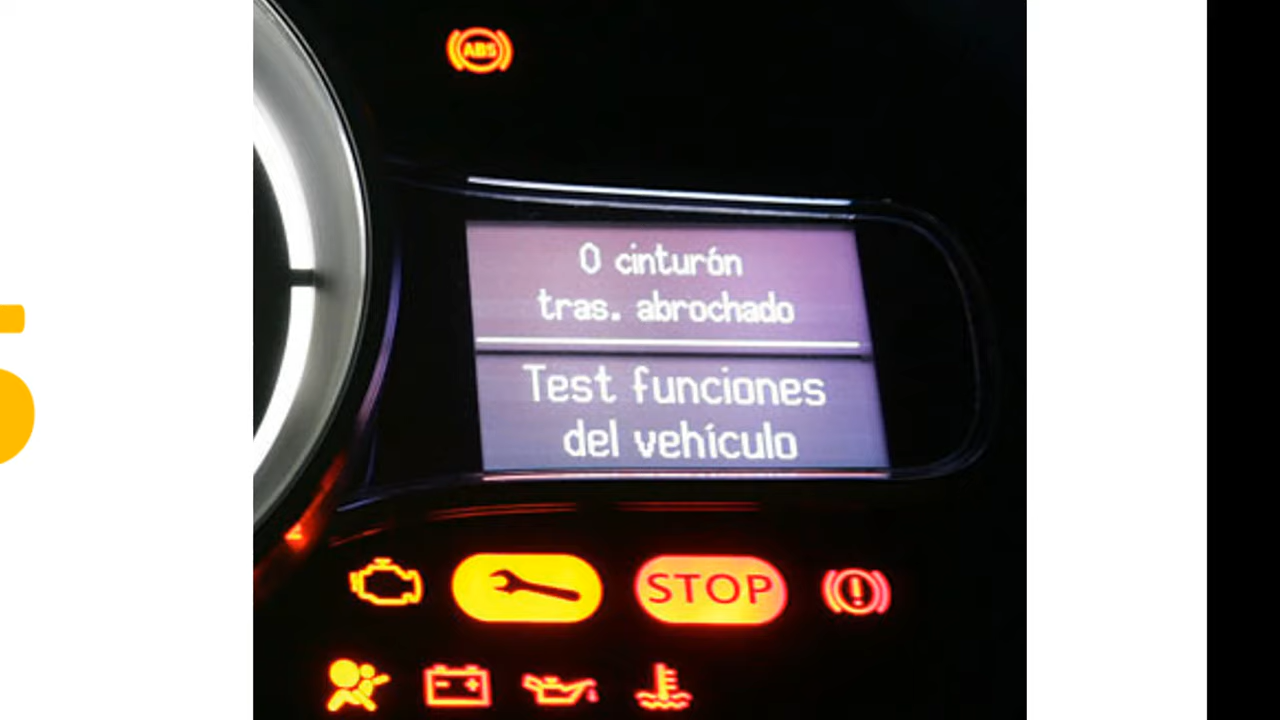 ABS
0 cinturón
tras. abrochado
Test funciones
del vehículo
STOP